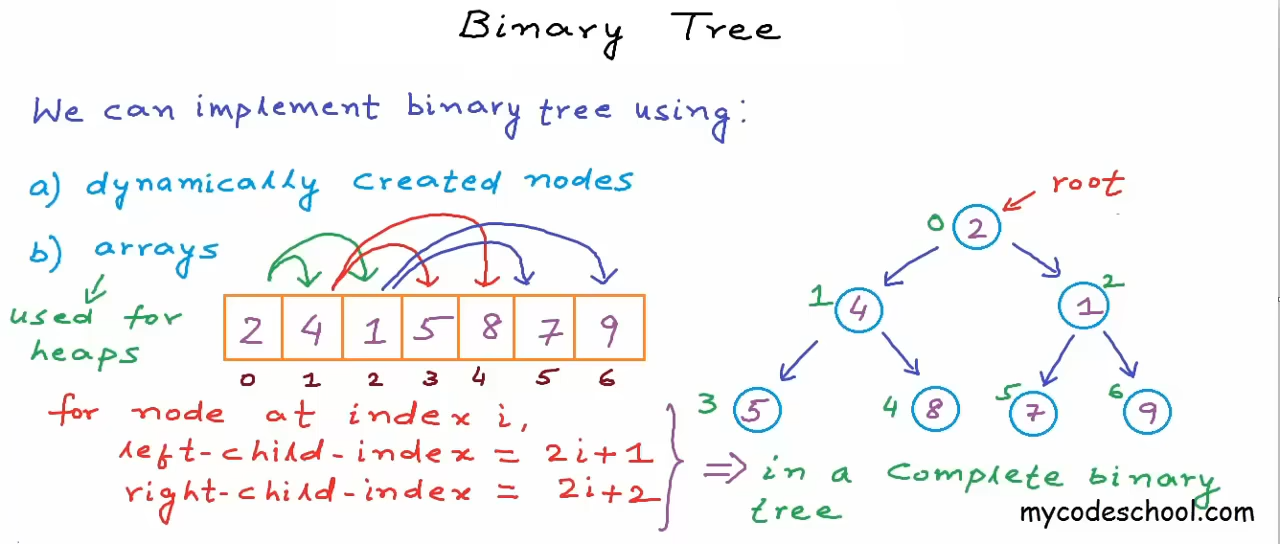 Binary Tree
We can implement binary tree using:
a) dynamically created nodes
b) arrays
used for
heaps
2 4 1 5 8 7 9
0 1 2 3 4 5 6
for node at index i,
left-child-index = 2i+1
right-child-index = 2i+2
root
0 2
1 4
1 2
3 5
4 8
5 7
6 9
⇒ in a complete binary
tree
mycodeschool.com